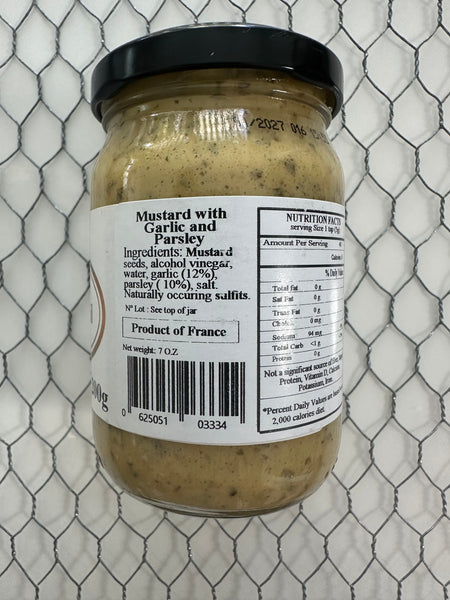 /2027 016
Mustard with
Garlic and
Parsley
Ingredients: Mustard
seeds, alcohol vinegar,
water, garlic (12%),
parsley ( 10%), salt.
Naturally occuring salfits.
N° Lot : See top of jar
Product of France
Net weight: 7 O.Z
00g
0 625051 03334
NUTRITION FACTS
serving Size 1 tsp
Amount Per Serving
% Daily
Total fat 0 g
Sat Fat 0 g
Trans Fat 0 g
Choles. 0 mg
Sodium 94 mg
Total Carb <1 g
Protein 0 g
Not a significant source of
Protein, Vitamin D, Calcium,
Potassium, Iron.
*Percent Daily Values are based
2,000 calories diet.